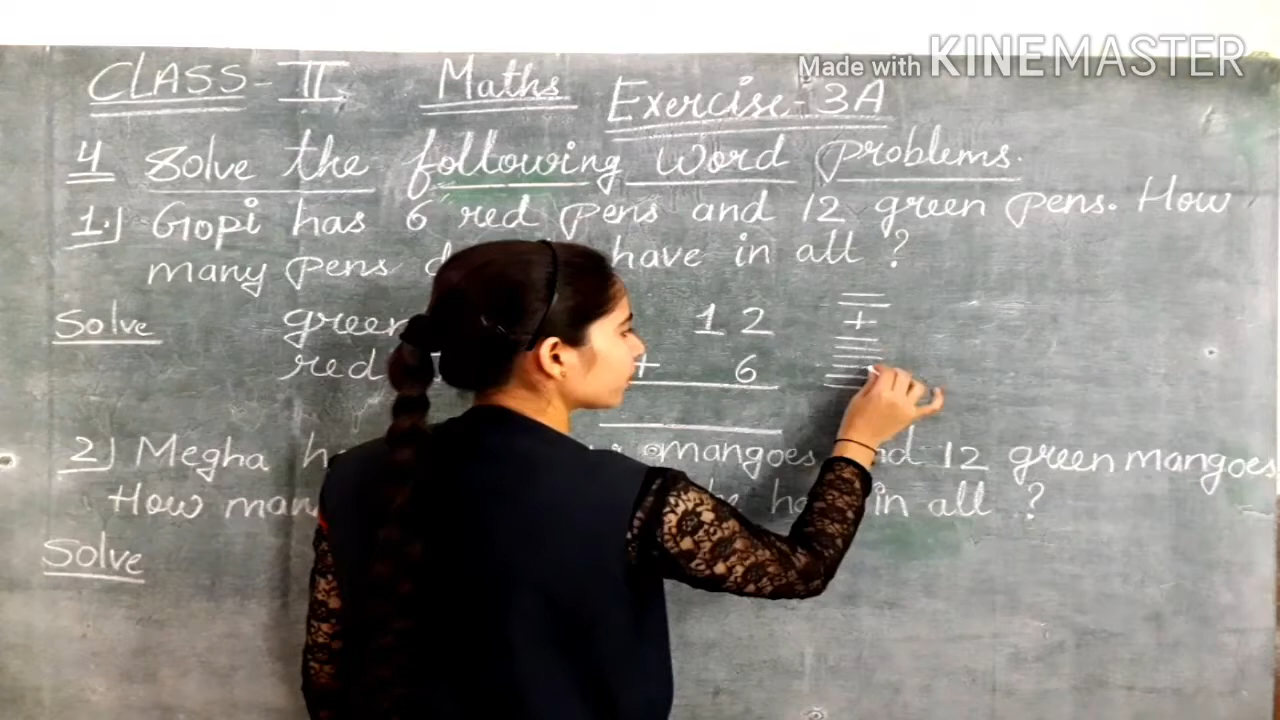 Made with KINEMASTER
CLASS - II Maths Exercise - 3A
4 Solve the following word problems.
1.) Gopi has 6 red pens and 12 green pens. How
many pens have in all ?
Solve green 12
red + 6
2) Megha mangoes 12 green mangoes
How in all ?
Solve